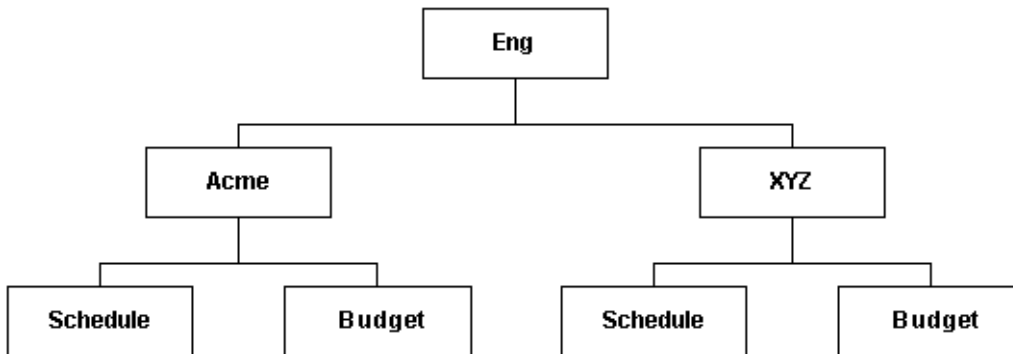 Eng
Acme
XYZ
Schedule
Budget
Schedule
Budget